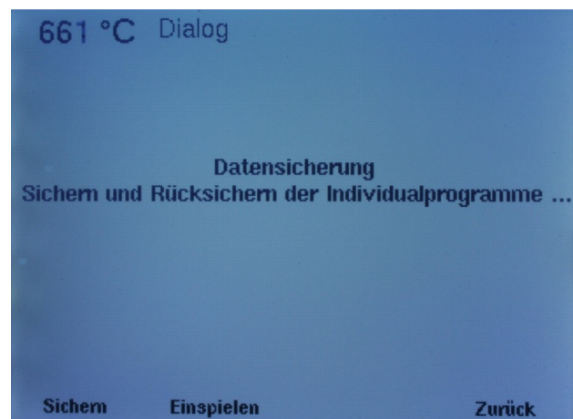 661 °C Dialog
Datensicherung
Sichern und Rücksichern der Individualprogramme ...
Sichern Einspielen Zurück